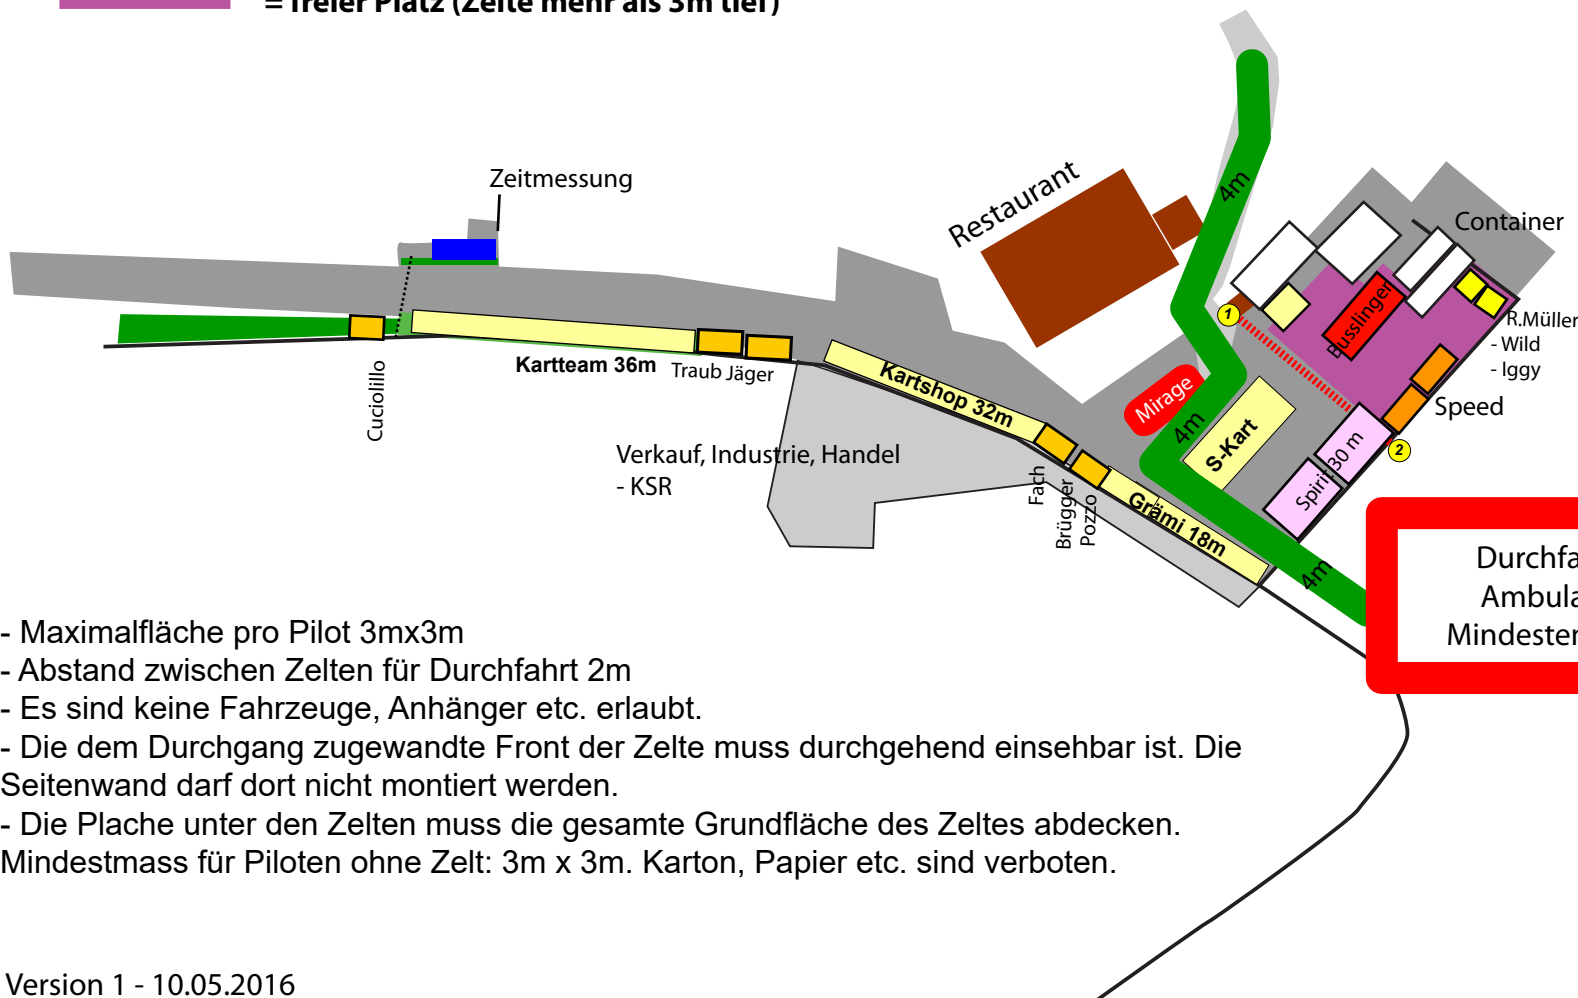 = freier Platz (Zelte mehr als 3m tief)
Zeitmessung
Restaurant
4m
Container
1
Busslinger
R.Müller
- Wild
- Iggy
Kartteam 36m
Traub Jäger
Cuciolillo
Kartshop 32m
Mirage
4m
S-Kart
Speed
2
Spirit 30 m
Verkauf, Industrie, Handel
- KSR
Fach
Brügger
Pozzo
Grämi 18m
4m
Mindesten
- Maximalfläche pro Pilot 3mx3m
- Abstand zwischen Zelten für Durchfahrt 2m
- Es sind keine Fahrzeuge, Anhänger etc. erlaubt.
- Die dem Durchgang zugewandte Front der Zelte muss durchgehend einsehbar ist. Die
Seitenwand darf dort nicht montiert werden.
- Die Plache unter den Zelten muss die gesamte Grundfläche des Zeltes abdecken.
Mindestmass für Piloten ohne Zelt: 3m x 3m. Karton, Papier etc. sind verboten.
Version 1 - 10.05.2016